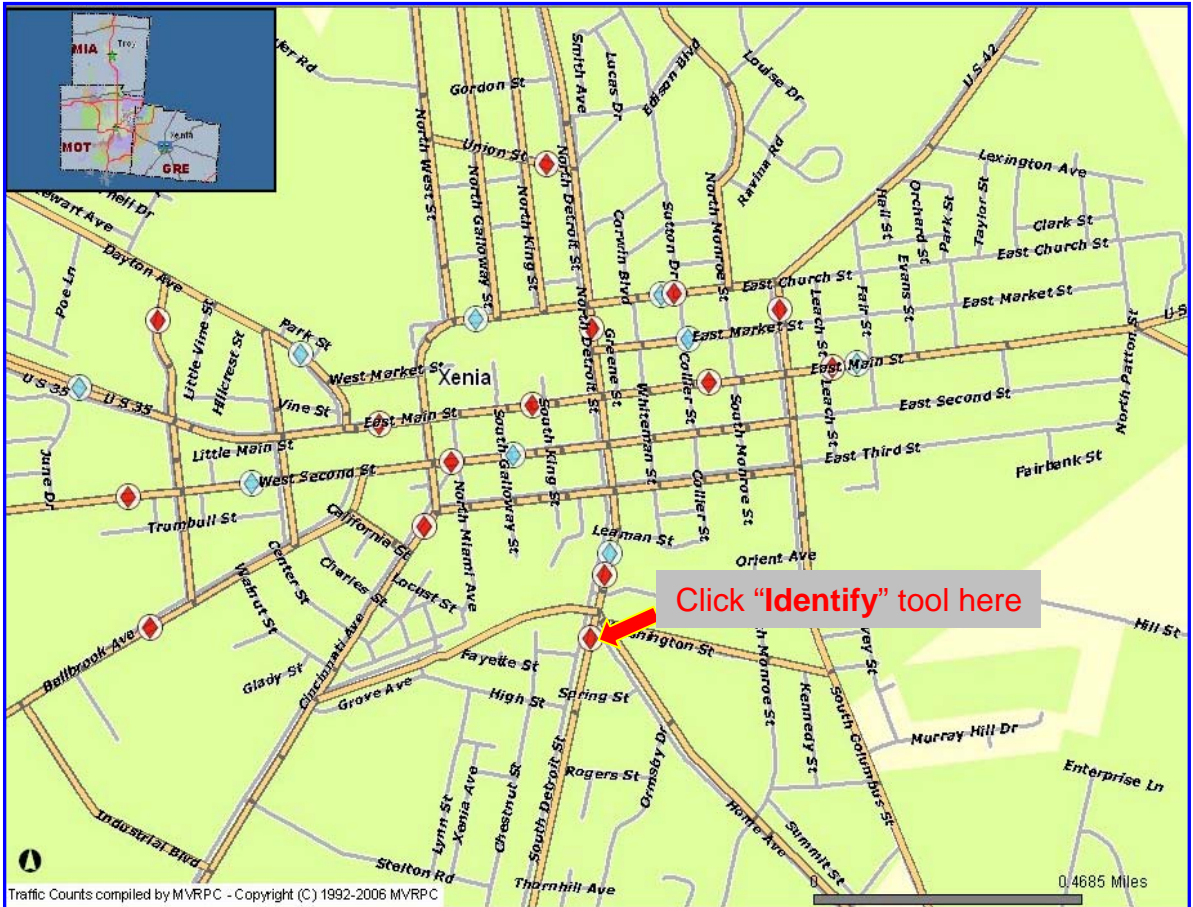 MIA
Troy
Xenia
MOT
GRE
Smith Ave
Lucas Dr
Edison Blvd
Louise Dr
U S 42
Gordon St
Union St
North West St
North Galloway St
North King St
North Detroit St
Corwin Blvd
Sutton Dr
North Monroe St
Ravina Rd
Lexington Ave
Hall St
Orchard St
Park St
Taylor St
Clark St
East Church St
East Church St
Evans St
Fair St
Leach St
East Market St
East Market St
Stewart Ave
Dayton Ave
Poe Ln
Little Vine St
Hillcrest St
Park St
West Market St
Xenia
North Detroit St
Greene St
Whiteman St
Collier St
South Monroe St
East Main St
Leach St
North Patton St
U S 35
U S 35
Vine St
East Main St
Little Main St
South Galloway St
South King St
East Second St
East Third St
Fairbank St
June Dr
West Second St
Trumbull St
California St
North Miami Ave
Collier St
Leaman St
Orient Ave
Center St
Walnut St
Charles St
Locust St
Click “Identify” tool here
Hill St
Bellbrook Ave
Glady St
Cincinnati Ave
Grove Ave
Fayette St
High St
Spring St
Kennedy St
South Columbus St
Murray Hill Dr
Enterprise Ln
Industrial Blvd
Lynn St
Xenia Ave
Chestnut St
South Detroit St
Rogers St
Ormsby Dr
Home Ave
Summit St
Stelton Rd
Thornhill Ave
0
0.4685 Miles
Traffic Counts compiled by MVRPC - Copyright (C) 1992-2006 MVRPC